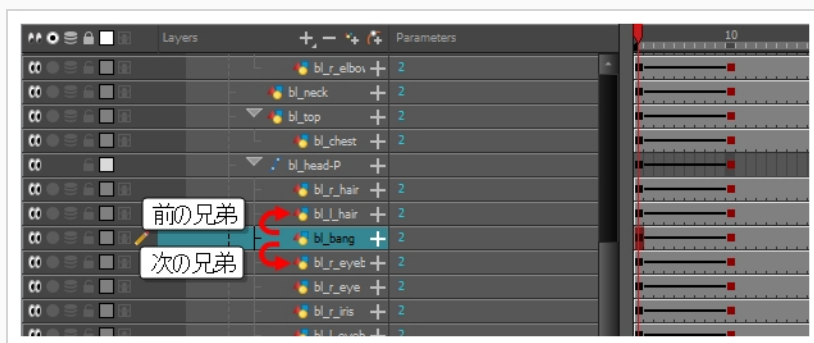 Layers Parameters 10
bl_r_elbov 2
bl_neck 2
bl_top 2
bl_chest 2
bl_head-P
bl_r_hair 2
前の兄弟 bl_l_hair 2
bl_bang 2
次の兄弟 bl_r_eyeb 2
bl_r_eye 2
bl_r_iris 2